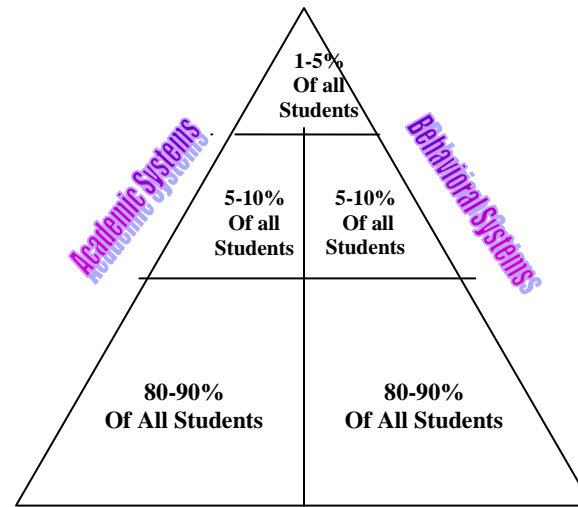 1-5%
Of all
Students
Academic Systems
Behavioral Systems
5-10%
Of all
Students
5-10%
Of all
Students
80-90%
Of All Students
80-90%
Of All Students